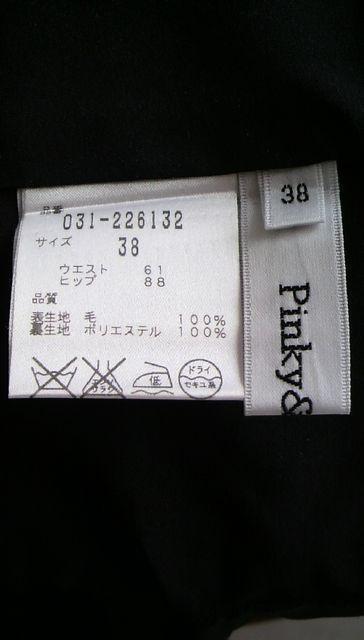 品番
031-226132
サイズ 38
ウエスト 61
ヒップ 88
品質
表生地 毛 100%
裏生地 ポリエステル 100%
低
ドライ
セキユ系
38
Pinky&